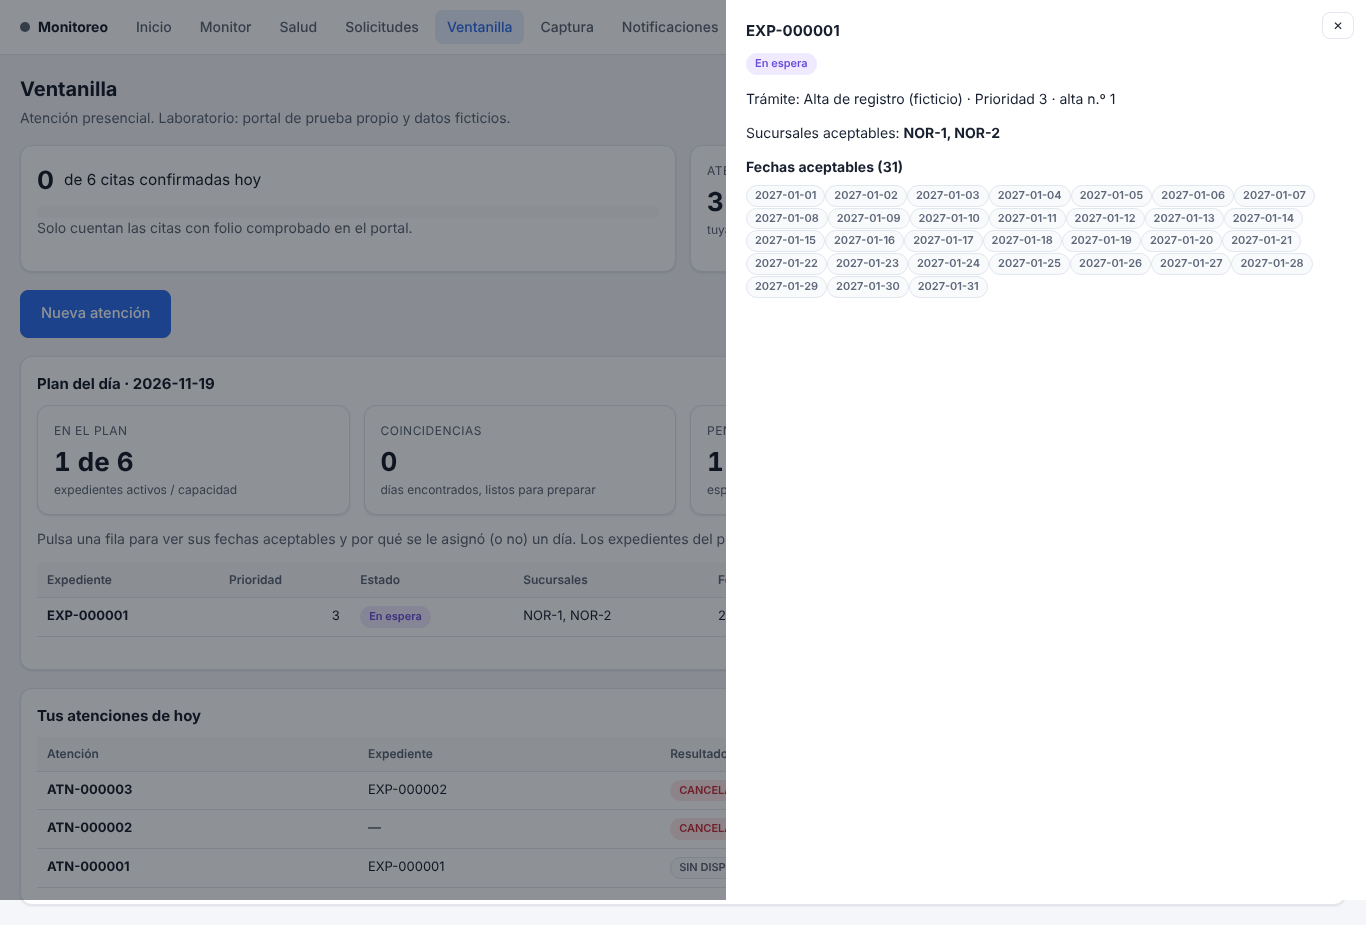 Monitoreo Inicio Monitor Salud Solicitudes Ventanilla Captura Notificaciones
Ventanilla
Atención presencial. Laboratorio: portal de prueba propio y datos ficticios.
0 de 6 citas confirmadas hoy
Solo cuentan las citas con folio comprobado en el portal.
3
Nueva atención
Plan del día · 2026-11-19
EN EL PLAN
1 de 6
expedientes activos / capacidad
COINCIDENCIAS
0
días encontrados, listos para preparar
1
Pulsa una fila para ver sus fechas aceptables y por qué se le asignó (o no) un día. Los expedientes del p
Expediente Prioridad Estado Sucursales
EXP-000001 3 En espera NOR-1, NOR-2 2
Tus atenciones de hoy
Atención Expediente Resultado
ATN-000003 EXP-000002 CANCELA
ATN-000002 — CANCELA
ATN-000001 EXP-000001 SIN DISP
EXP-000001
×
En espera
Trámite: Alta de registro (ficticio) · Prioridad 3 · alta n.º 1
Sucursales aceptables: NOR-1, NOR-2
Fechas aceptables (31)
2027-01-01 2027-01-02 2027-01-03 2027-01-04 2027-01-05 2027-01-06 2027-01-07
2027-01-08 2027-01-09 2027-01-10 2027-01-11 2027-01-12 2027-01-13 2027-01-14
2027-01-15 2027-01-16 2027-01-17 2027-01-18 2027-01-19 2027-01-20 2027-01-21
2027-01-22 2027-01-23 2027-01-24 2027-01-25 2027-01-26 2027-01-27 2027-01-28
2027-01-29 2027-01-30 2027-01-31